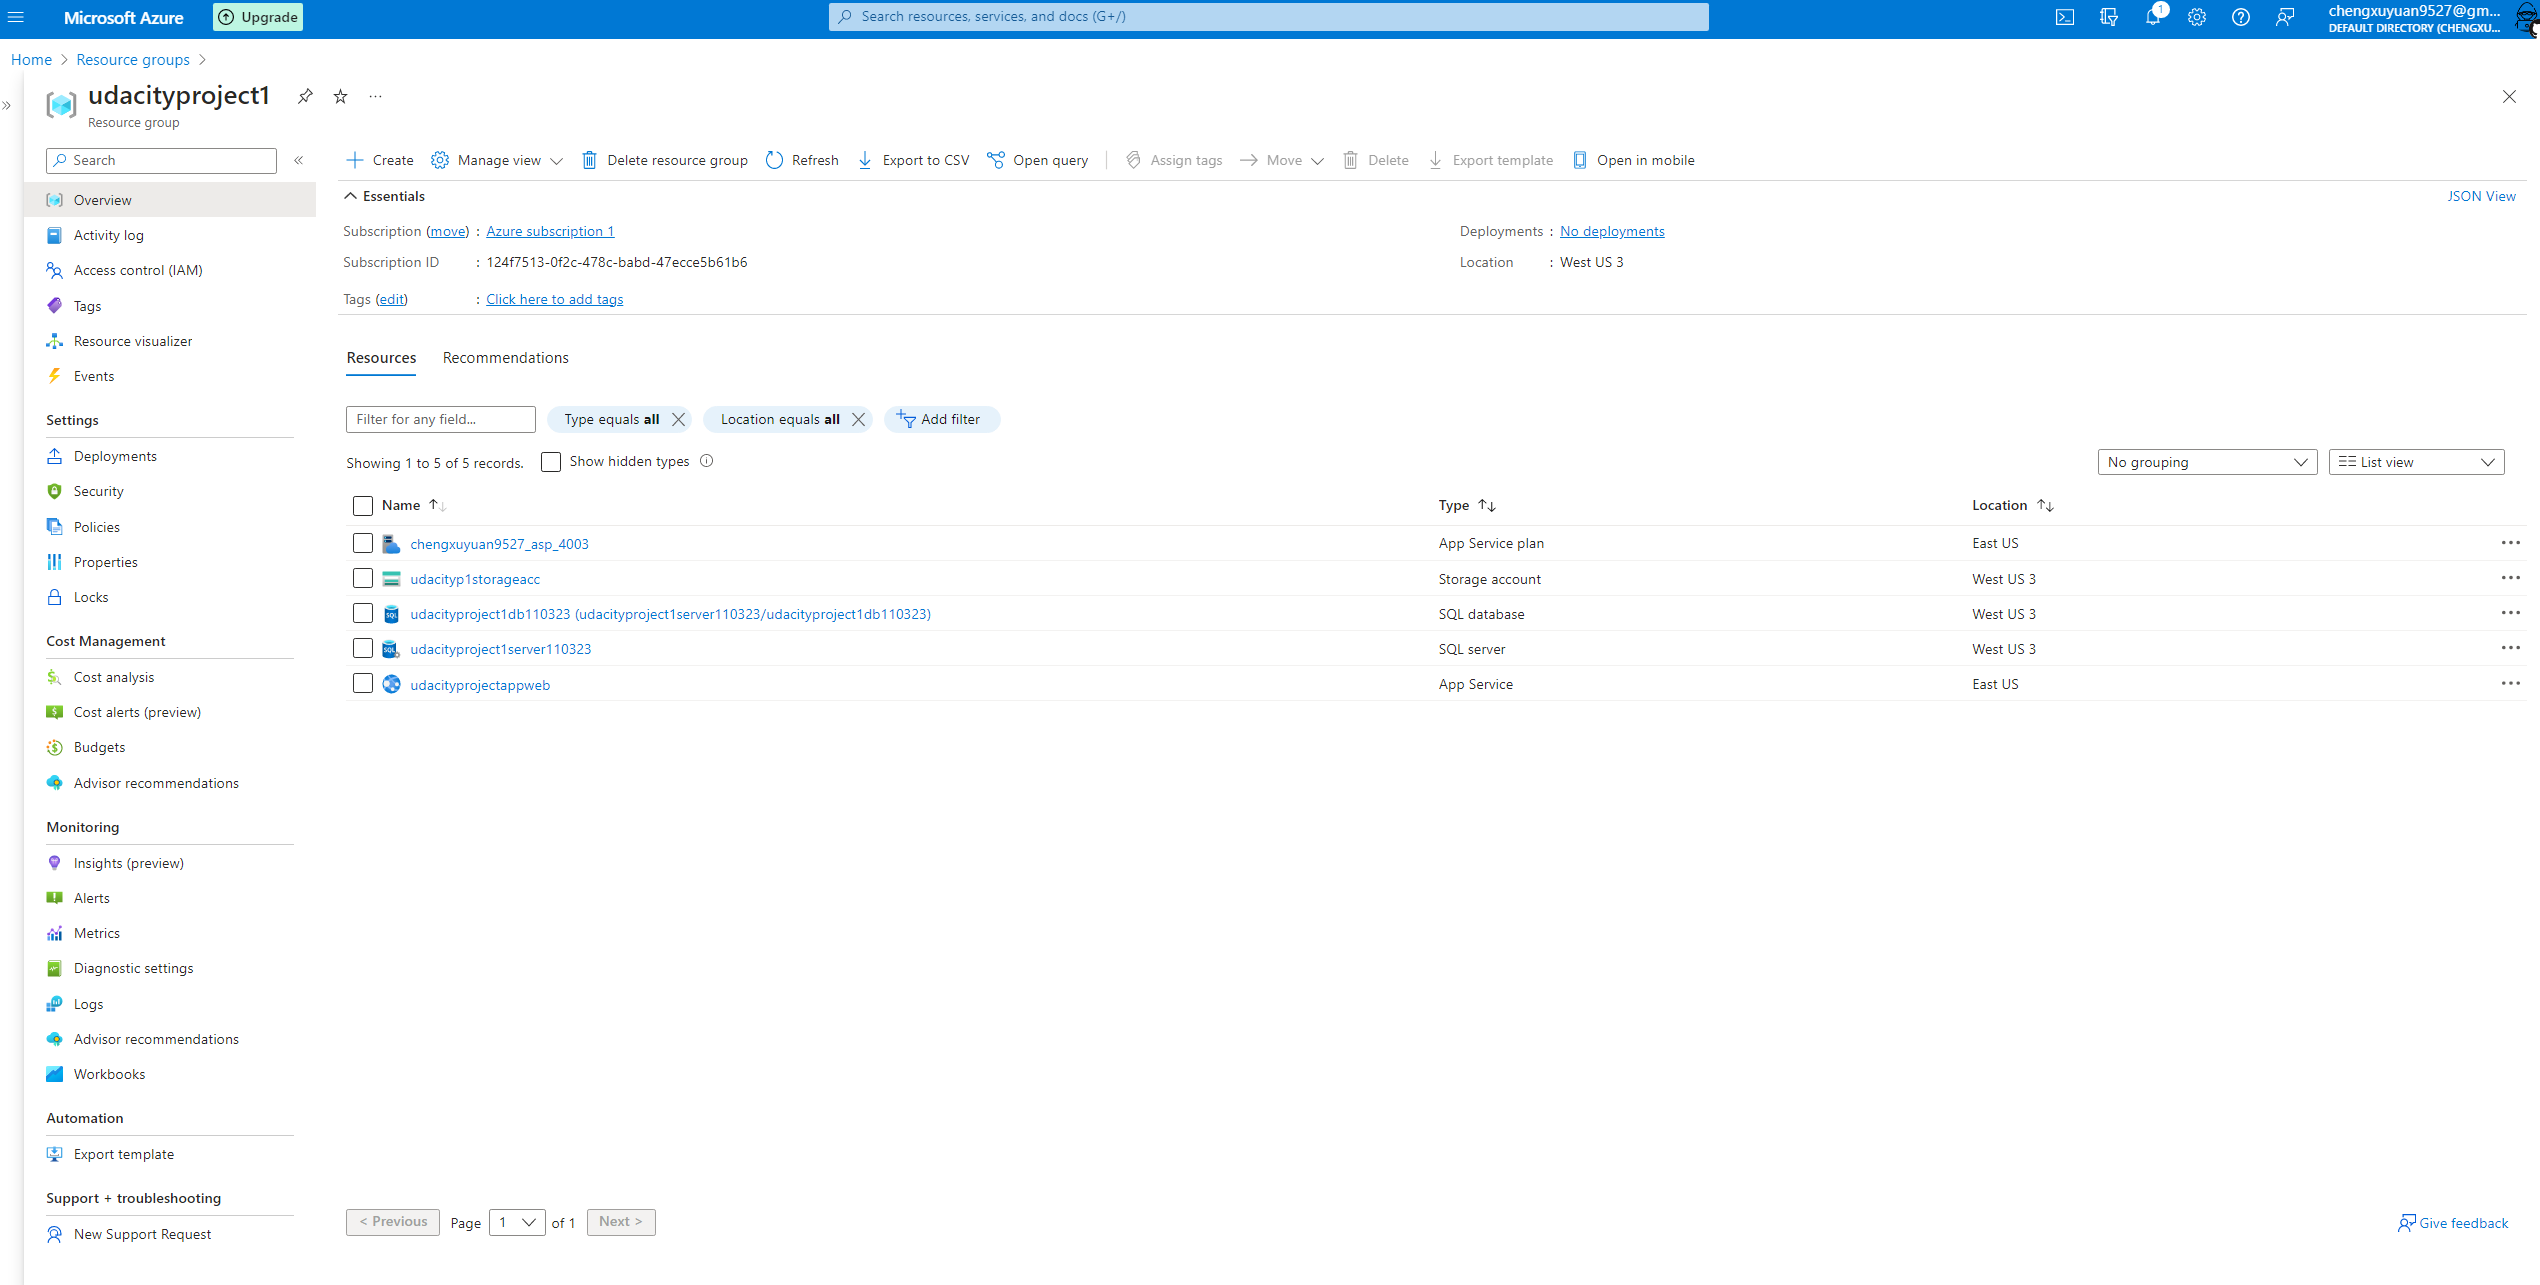 Microsoft Azure Upgrade Search resources, services, and docs (G+/) 1 chengxuyuan9527@gm...
DEFAULT DIRECTORY (CHENGXU...
Home > Resource groups >
udacityproject1 ...
Resource group
Search «
Create Manage view Delete resource group Refresh Export to CSV Open query Assign tags Move Delete Export template Open in mobile
Overview
Activity log
Access control (IAM)
Tags
Resource visualizer
Events
Settings
Deployments
Security
Policies
Properties
Locks
Cost Management
Cost analysis
Cost alerts (preview)
Budgets
Advisor recommendations
Monitoring
Insights (preview)
Alerts
Metrics
Diagnostic settings
Logs
Advisor recommendations
Workbooks
Automation
Export template
Support + troubleshooting
New Support Request
Essentials JSON View
Subscription (move) : Azure subscription 1 Deployments : No deployments
Subscription ID : 124f7513-0f2c-478c-babd-47ecce5b61b6 Location : West US 3
Tags (edit) : Click here to add tags
Resources Recommendations
Filter for any field... Type equals all Location equals all Add filter
Showing 1 to 5 of 5 records. Show hidden types No grouping List view
Name Type Location
chengxuyuan9527_asp_4003 App Service plan East US
udacityp1storageacc Storage account West US 3
udacityproject1db110323 (udacityproject1server110323/udacityproject1db110323) SQL database West US 3
udacityproject1server110323 SQL server West US 3
udacityprojectappweb App Service East US
< Previous Page 1 of 1 Next > Give feedback